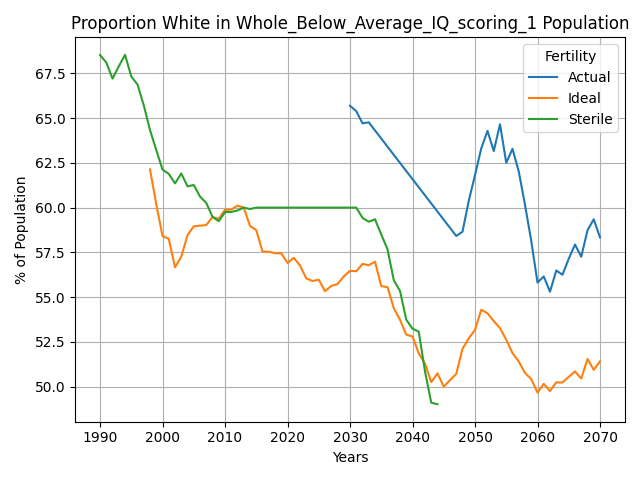 Proportion White in Whole_Below_Average_IQ_scoring_1 Population
Fertility
Actual
Ideal
Sterile
% of Population
67.5
65.0
62.5
60.0
57.5
55.0
52.5
50.0
1990 2000 2010 2020 2030 2040 2050 2060 2070
Years